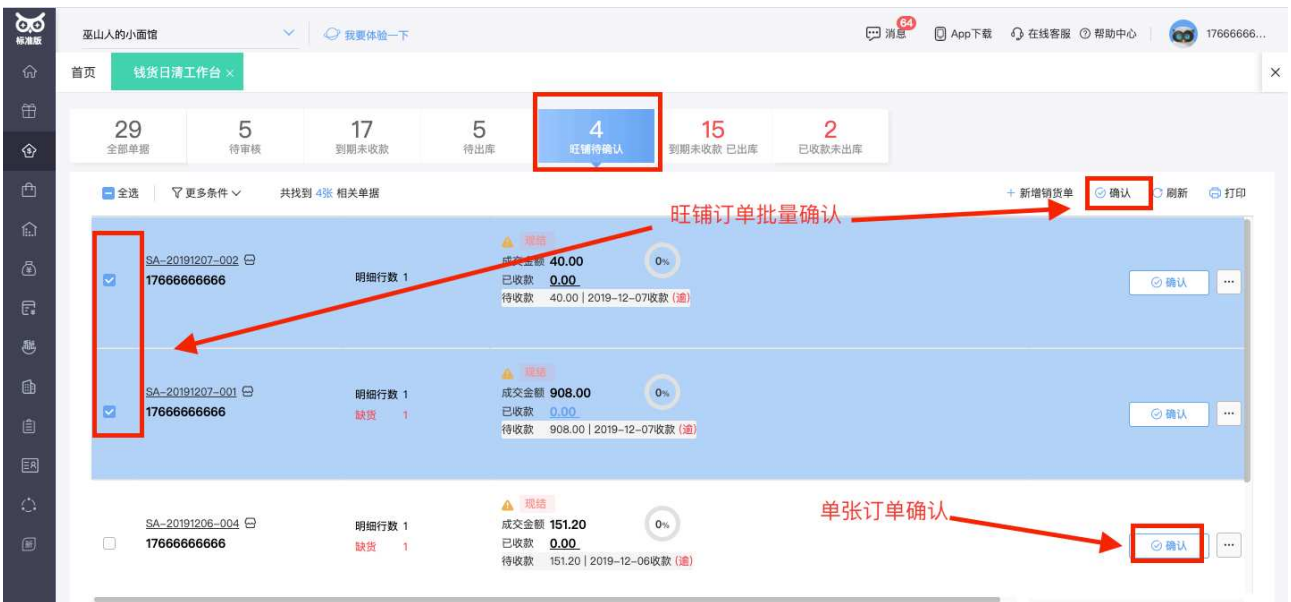 标准版
巫山人的小面馆
我要体验一下
消息
64
App下载
在线客服
帮助中心
17666666...
首页
钱货日清工作台 ×
29
全部单据
5
待审核
17
到期未收款
5
待出库
4
旺铺待确认
15
到期未收款 已出库
2
已收款未出库
全选
更多条件
共找到 4张 相关单据
+ 新增销货单
确认
刷新
打印
旺铺订单批量确认
SA-20191207-002
17666666666
明细行数 1
现结
成交金额 40.00
已收款 0.00
待收款 40.00 | 2019-12-07收款 (逾)
0%
确认
...
SA-20191207-001
17666666666
明细行数 1
缺货 1
现结
成交金额 908.00
已收款 0.00
待收款 908.00 | 2019-12-07收款 (逾)
0%
确认
...
单张订单确认
SA-20191206-004
17666666666
明细行数 1
缺货 1
现结
成交金额 151.20
已收款 0.00
待收款 151.20 | 2019-12-06收款 (逾)
0%
确认
...